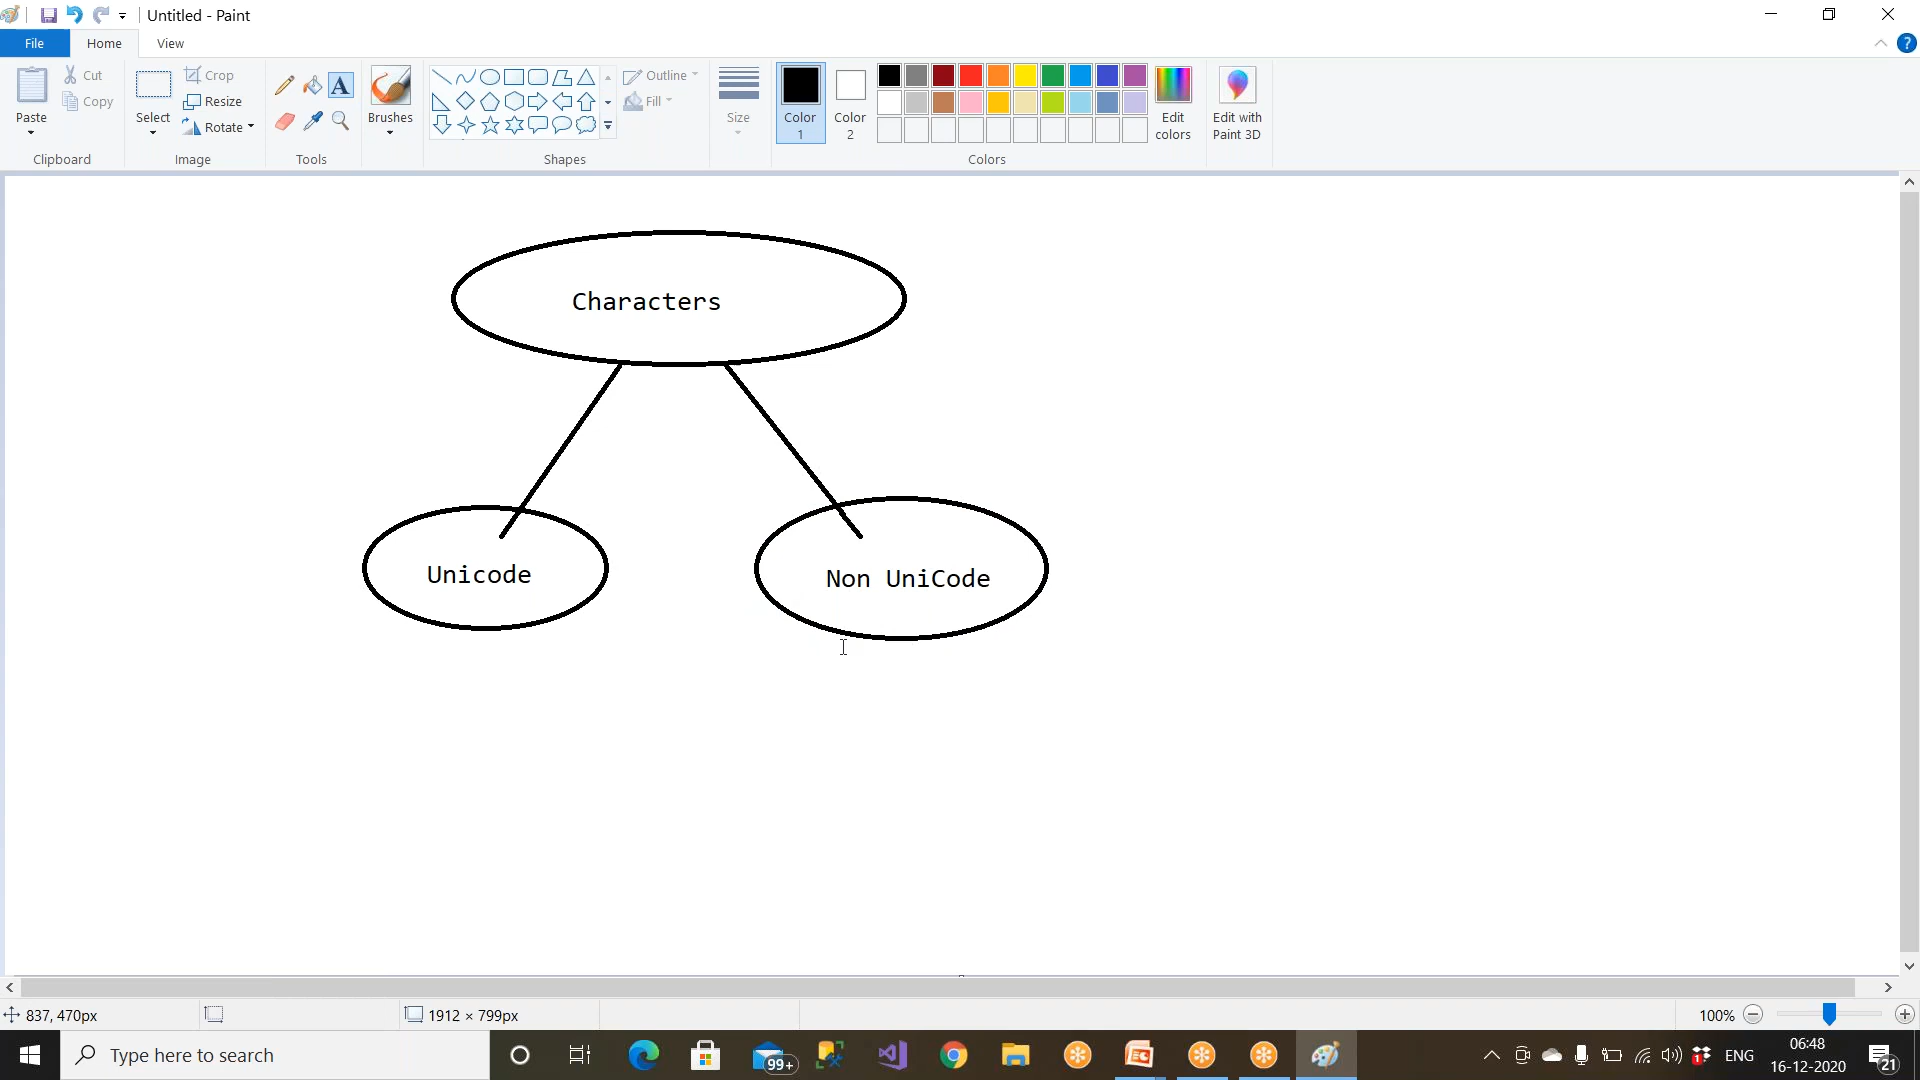 Untitled - Paint
File Home View
Paste
Cut
Copy
Clipboard
Select
Crop
Resize
Rotate
Image
A
Tools
Brushes
Shapes
Outline
Fill
Size
Color 1
Color 2
Colors
Edit colors
Edit with Paint 3D
Characters
Unicode
Non UniCode
837, 470px
1912 × 799px
100%
Type here to search
99+
1
ENG
06:48
16-12-2020
21